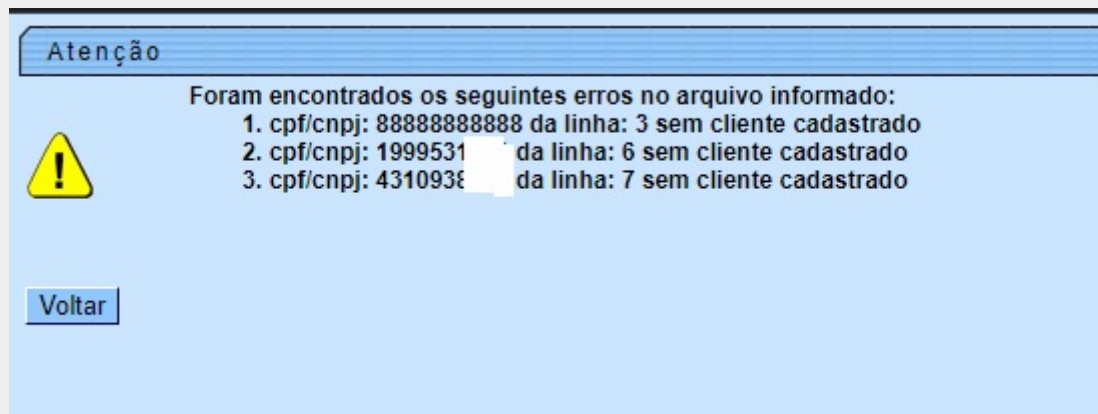 Atenção
Foram encontrados os seguintes erros no arquivo informado:
1. cpf/cnpj: 88888888888 da linha: 3 sem cliente cadastrado
2. cpf/cnpj: da linha: 6 sem cliente cadastrado
3. cpf/cnpj: da linha: 7 sem cliente cadastrado
Voltar